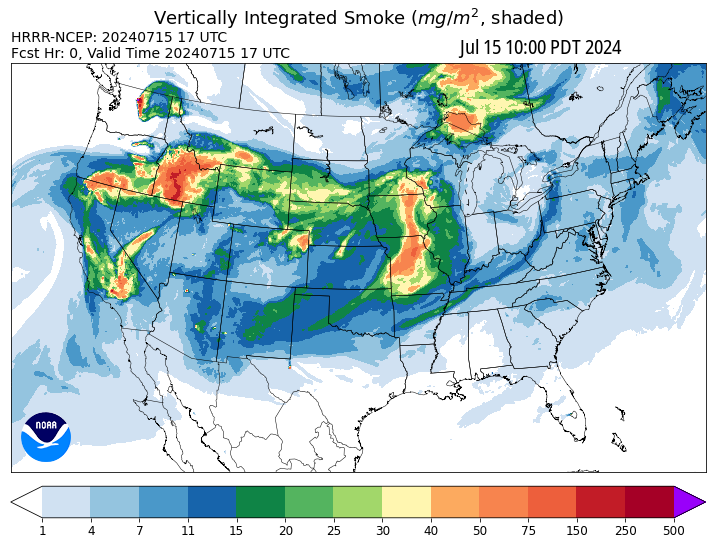 Vertically Integrated Smoke (mg/m², shaded)
HRRR-NCEP: 20240715 17 UTC
Fcst Hr: 0, Valid Time 20240715 17 UTC
Jul 15 10:00 PDT 2024
NOAA
1 4 7 11 15 20 25 30 40 50 75 150 250 500